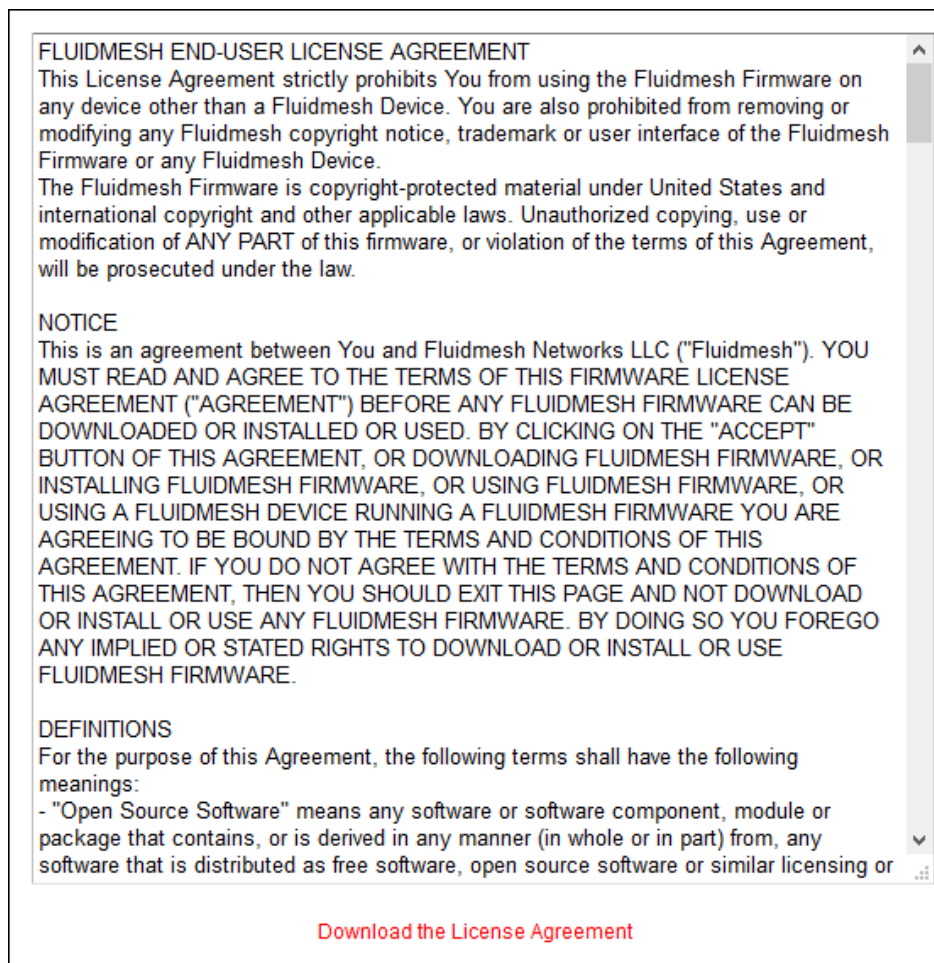 FLUIDMESH END-USER LICENSE AGREEMENT
This License Agreement strictly prohibits You from using the Fluidmesh Firmware on
any device other than a Fluidmesh Device. You are also prohibited from removing or
modifying any Fluidmesh copyright notice, trademark or user interface of the Fluidmesh
Firmware or any Fluidmesh Device.
The Fluidmesh Firmware is copyright-protected material under United States and
international copyright and other applicable laws. Unauthorized copying, use or
modification of ANY PART of this firmware, or violation of the terms of this Agreement,
will be prosecuted under the law.
NOTICE
This is an agreement between You and Fluidmesh Networks LLC ("Fluidmesh"). YOU
MUST READ AND AGREE TO THE TERMS OF THIS FIRMWARE LICENSE
AGREEMENT ("AGREEMENT") BEFORE ANY FLUIDMESH FIRMWARE CAN BE
DOWNLOADED OR INSTALLED OR USED. BY CLICKING ON THE "ACCEPT"
BUTTON OF THIS AGREEMENT, OR DOWNLOADING FLUIDMESH FIRMWARE, OR
INSTALLING FLUIDMESH FIRMWARE, OR USING FLUIDMESH FIRMWARE, OR
USING A FLUIDMESH DEVICE RUNNING A FLUIDMESH FIRMWARE YOU ARE
AGREEING TO BE BOUND BY THE TERMS AND CONDITIONS OF THIS
AGREEMENT. IF YOU DO NOT AGREE WITH THE TERMS AND CONDITIONS OF
THIS AGREEMENT, THEN YOU SHOULD EXIT THIS PAGE AND NOT DOWNLOAD
OR INSTALL OR USE ANY FLUIDMESH FIRMWARE. BY DOING SO YOU FOREGO
ANY IMPLIED OR STATED RIGHTS TO DOWNLOAD OR INSTALL OR USE
FLUIDMESH FIRMWARE.
DEFINITIONS
For the purpose of this Agreement, the following terms shall have the following
meanings:
- "Open Source Software" means any software or software component, module or
package that contains, or is derived in any manner (in whole or in part) from, any
software that is distributed as free software, open source software or similar licensing or
Download the License Agreement